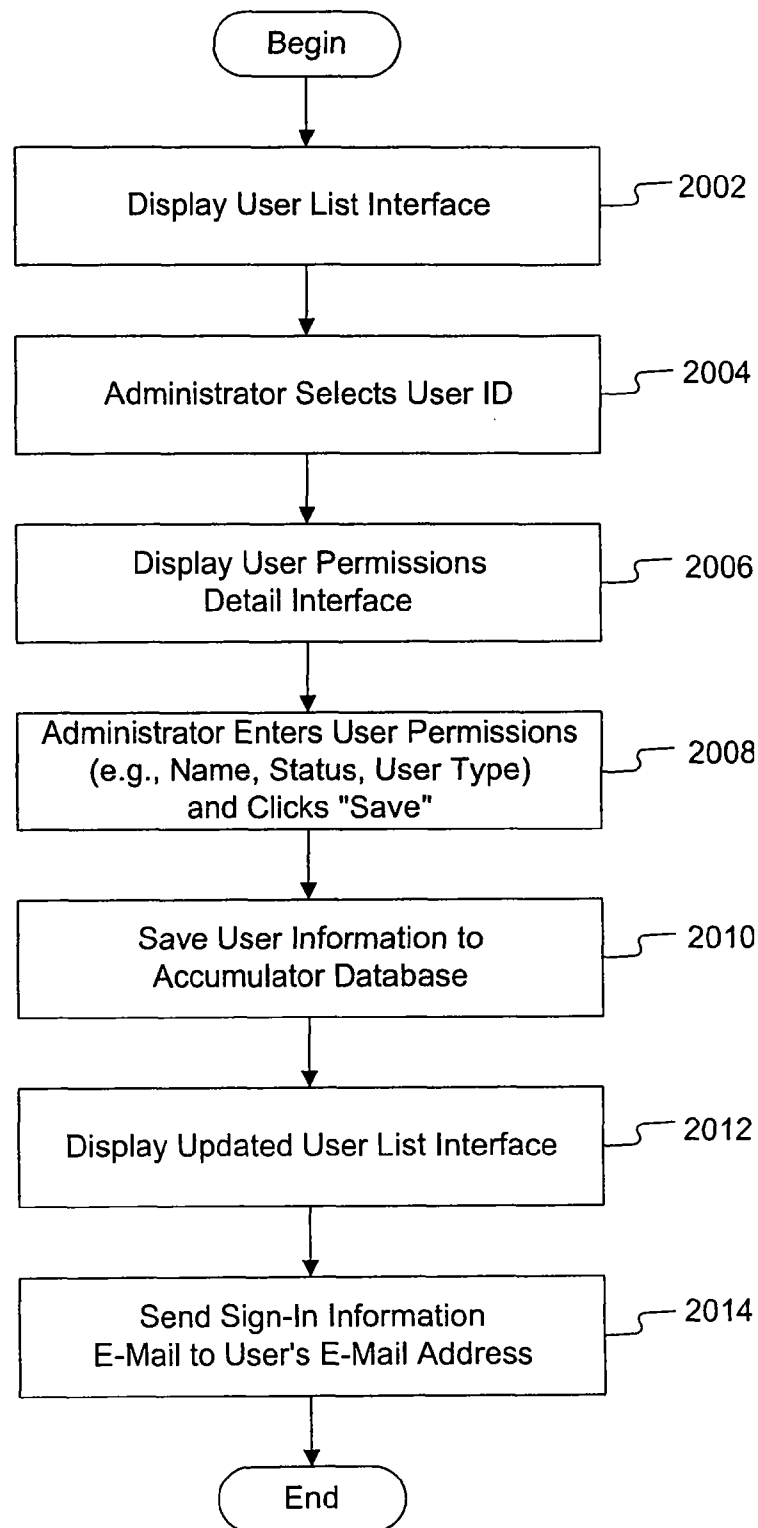 Begin
Display User List Interface
2002
Administrator Selects User ID
2004
Display User Permissions
Detail Interface
2006
Administrator Enters User Permissions
(e.g., Name, Status, User Type)
and Clicks "Save"
2008
Save User Information to
Accumulator Database
2010
Display Updated User List Interface
2012
Send Sign-In Information
E-Mail to User's E-Mail Address
2014
End